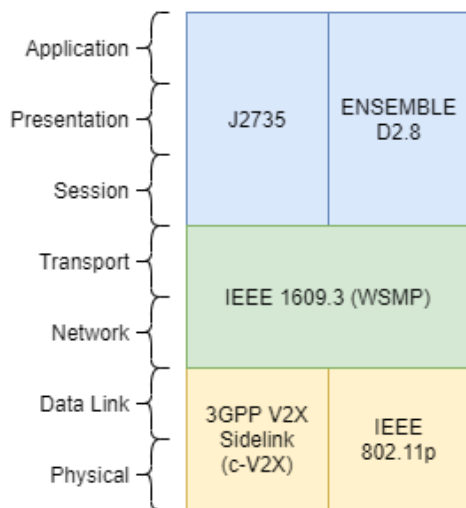 Application
Presentation
Session
Transport
Network
Data Link
Physical
J2735
ENSEMBLE
D2.8
IEEE 1609.3 (WSMP)
3GPP V2X
Sidelink
(c-V2X)
IEEE
802.11p